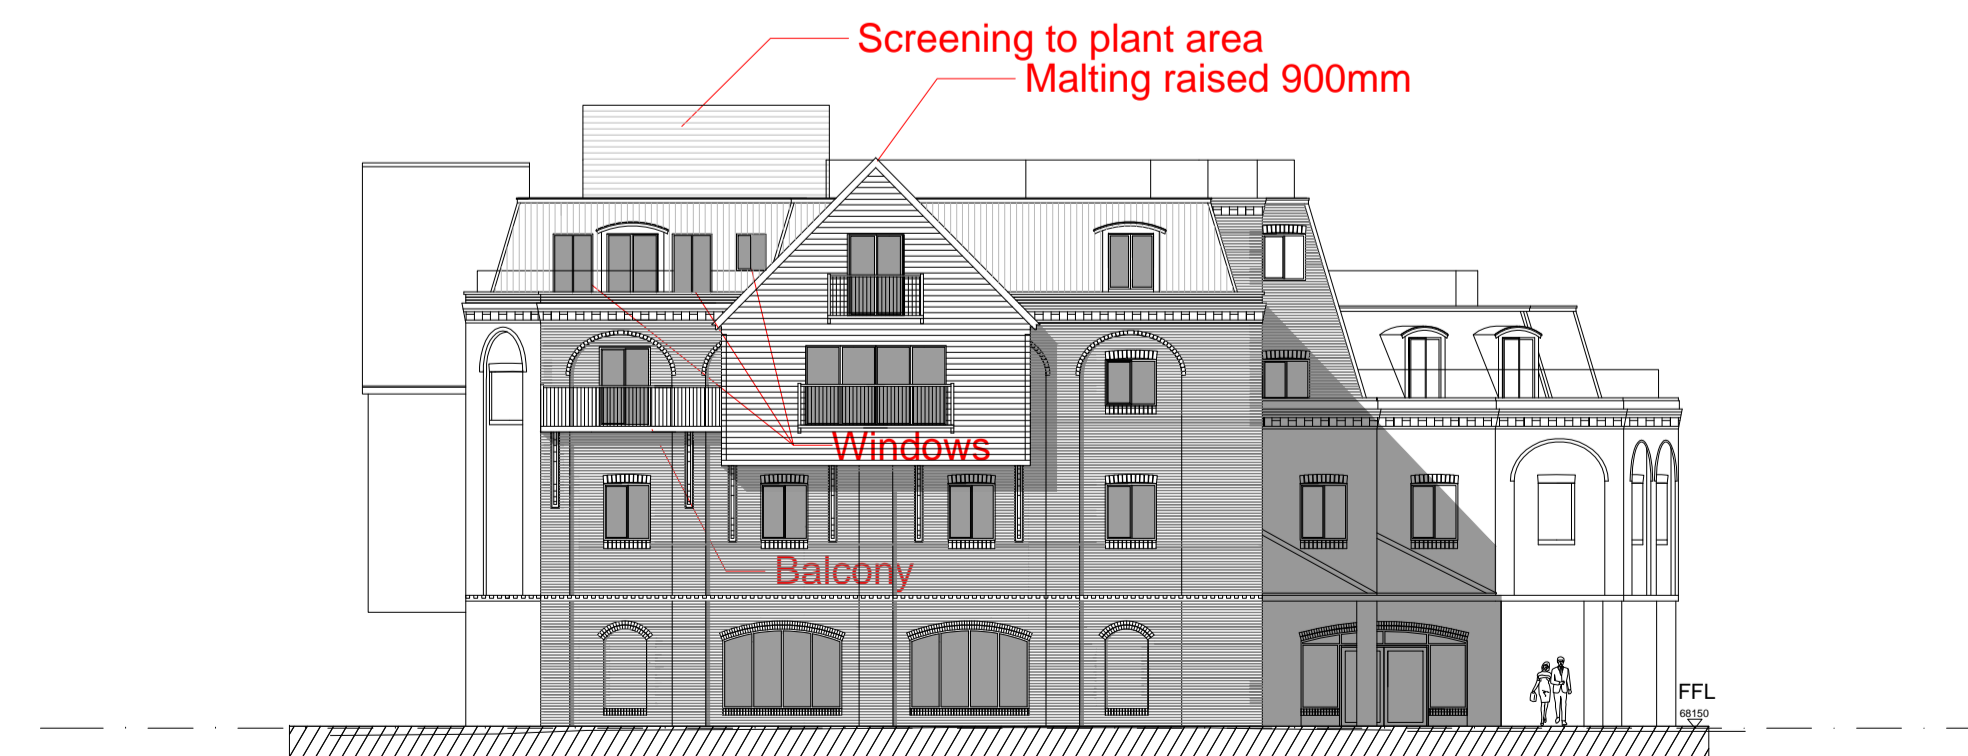 Screening to plant area
Malting raised 900mm
Windows
Balcony
FFL
68150